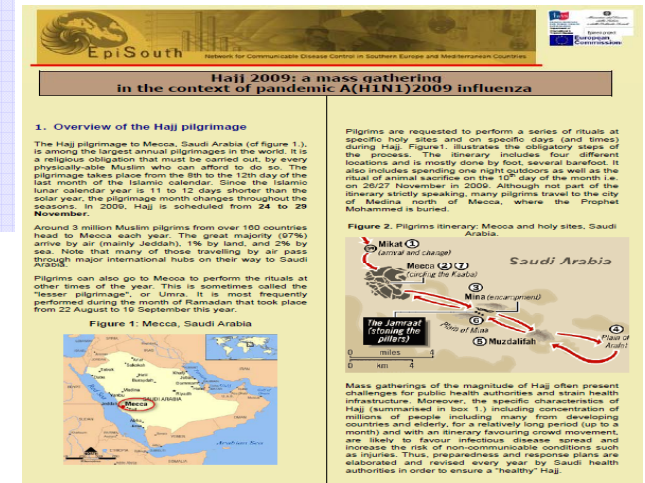 EpiSouth
Network for Communicable Disease Control in Southern Europe and Mediterranean Countries
European
Commission
Hajj 2009: a mass gathering
in the context of pandemic A(H1N1)2009 influenza
1. Overview of the Hajj pilgrimage
The Hajj pilgrimage to Mecca, Saudi Arabia (cf figure 1.),
is among the largest annual pilgrimages in the world. It is
a religious obligation that must be carried out, by every
physically-able Muslim who can afford to do so. The
pilgrimage takes place from the 8th to the 12th day of the
last month of the Islamic calendar. Since the Islamic
lunar calendar year is 11 to 12 days shorter than the
solar year, the pilgrimage month changes throughout the
seasons. In 2009, Hajj is scheduled from 24 to 29
November.
Around 3 million Muslim pilgrims from over 160 countries
head to Mecca each year. The great majority (97%)
arrive by air (mainly Jeddah), 1% by land, and 2% by
sea. Note that many of those travelling by air pass
through major international hubs on their way to Saudi
Arabia.
Pilgrims can also go to Mecca to perform the rituals at
other times of the year. This is sometimes called the
"lesser pilgrimage", or Umra. It is most frequently
performed during the month of Ramadan that took place
from 22 August to 19 September this year.
Figure 1: Mecca, Saudi Arabia
SAUDI ARABIA
Mecca
Arabian Sea
Pilgrims are requested to perform a series of rituals at
specific holy sites and on specific days (and times)
during Hajj. Figure1. illustrates the obligatory steps of
the process. The itinerary includes four different
locations and is mostly done by foot, several barefoot. It
also includes spending one night outdoors as well as the
ritual of animal sacrifice on the 10th day of the month i.e.
on 26/27 November in 2009. Although not part of the
itinerary strictly speaking, many pilgrims travel to the city
of Medina north of Mecca, where the Prophet
Mohammed is buried.
Figure 2. Pilgrims itinerary: Mecca and holy sites, Saudi
Arabia.
Mikat 1
(arrival and change)
Saudi Arabia
Mecca 2/7
(circling the Kaaba)
3
Mina (encampment)
The Jamraat
(stoning the
pillars)
6
Plain of Mina
5 Muzdalifah
4
Plain of
Arafat
0 miles 4
0 km 4
Mass gatherings of the magnitude of Hajj often present
challenges for public health authorities and strain health
infrastructure. Moreover, the specific characteristics of
Hajj (summarised in box 1.) including concentration of
millions of people including many from developing
countries and elderly, for a relatively long period (up to a
month) and with an itinerary favouring crowd movement,
are likely to favour infectious disease spread and
increase the risk of non-communicable conditions such
as injuries. Thus, preparedness and response plans are
elaborated and revised every year by Saudi health
authorities in order to ensure a "healthy" Hajj.